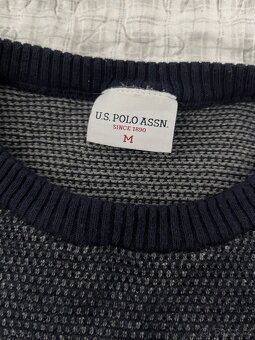 U.S. POLO ASSN.
SINCE 1890
M